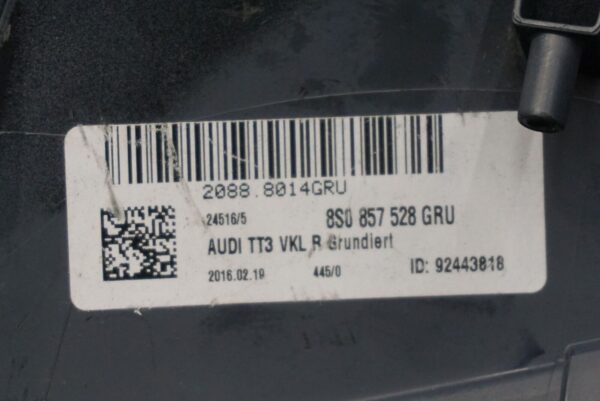 2088.8014GRU
24516/5 8S0 857 528 GRU
AUDI TT3 VKL R Grundiert
2016.02.19 445/0 ID: 92443818